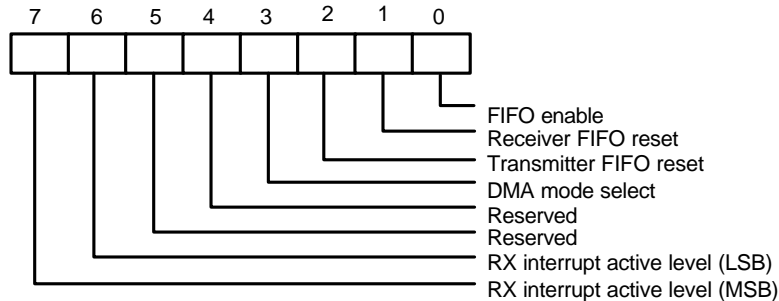 7 6 5 4 3 2 1 0
FIFO enable
Receiver FIFO reset
Transmitter FIFO reset
DMA mode select
Reserved
Reserved
RX interrupt active level (LSB)
RX interrupt active level (MSB)